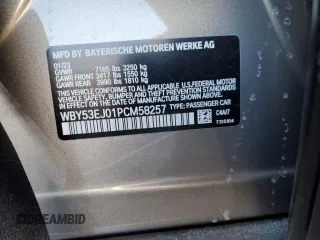 MFD BY BAYERISCHE MOTOREN WERKE AG
01/23
GVWR 7165 lbs 3250 kg
GAWR FRONT 3417 lbs 1550 kg
GAWR REAR 3990 lbs 1810 kg
THIS VEHICLE CONFORMS TO ALL APPLICABLE U.S. FEDERAL MOTOR
VEHICLE SAFETY, BUMPER, AND THEFT PREVENTION STANDARDS
IN EFFECT ON THE DATE OF MANUFACTURE SHOWN ABOVE.
WBY53EJ01PCM58257 TYPE: PASSENGER CAR
© DREAMBID.COM